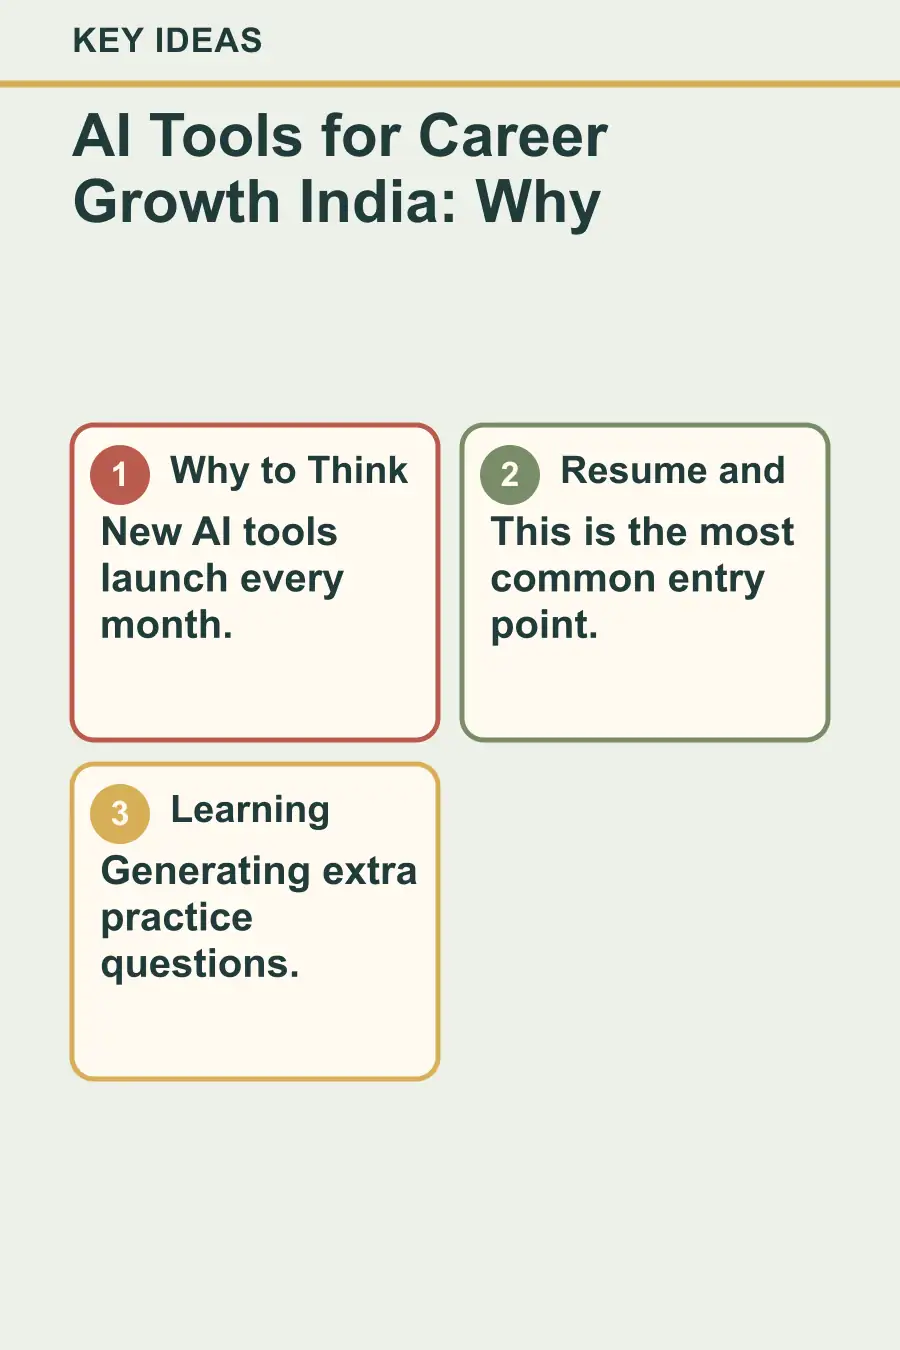 KEY IDEAS
AI Tools for Career
Growth India: Why
1 Why to Think
New AI tools
launch every
month.
2 Resume and
This is the most
common entry
point.
3 Learning
Generating extra
practice
questions.